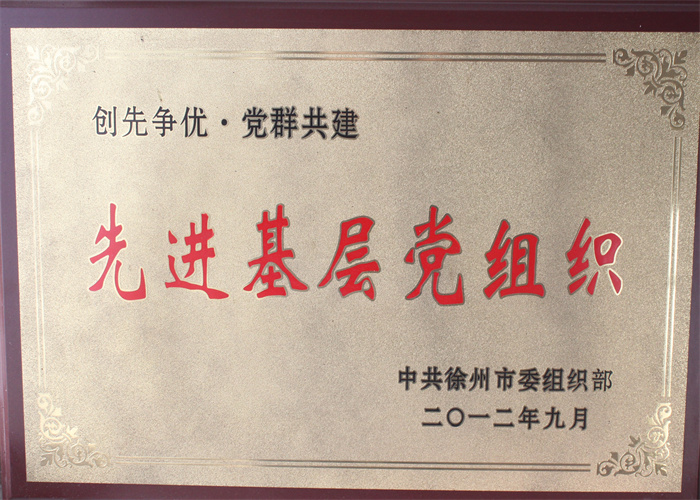 创先争优·党群共建
先进基层党组织
中共徐州市委组织部
二〇一二年九月